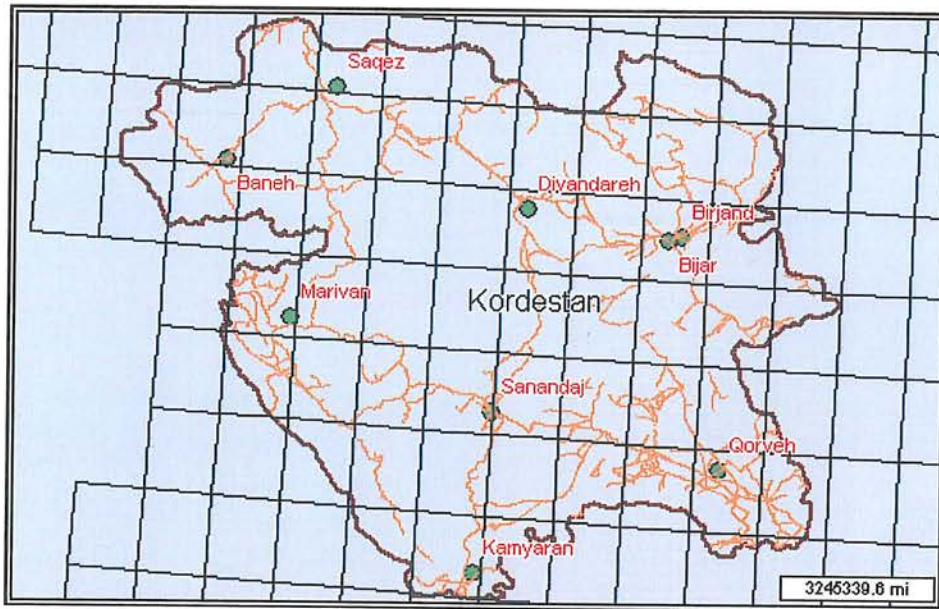 Saqez
Baneh
Divandareh
Birjand
Bijar
Marivan
Kordestan
Sanandaj
Qorveh
Kamyaran
3245339.6 mi